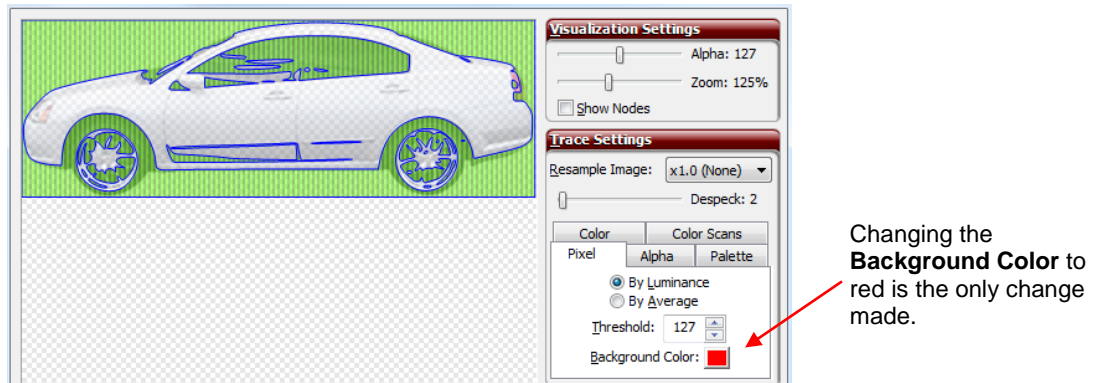 Visualization Settings
Alpha: 127
Zoom: 125%
Show Nodes
Trace Settings
Resample Image: x1.0 (None)
Despeck: 2
Color Color Scans
Pixel Alpha Palette
By Luminance
By Average
Threshold: 127
Background Color:
Changing the
Background Color to
red is the only change
made.